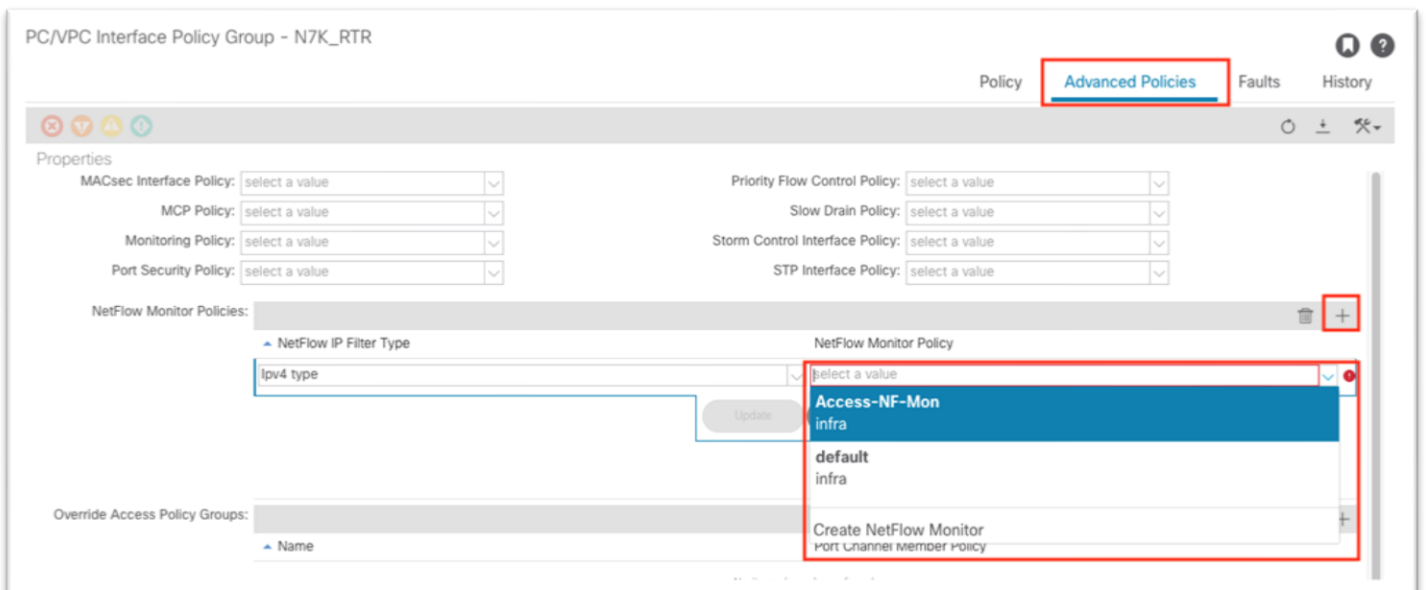 PC/VPC Interface Policy Group - N7K_RTR
Policy Advanced Policies Faults History
Properties
MACsec Interface Policy: select a value Priority Flow Control Policy: select a value
MCP Policy: select a value Slow Drain Policy: select a value
Monitoring Policy: select a value Storm Control Interface Policy: select a value
Port Security Policy: select a value STP Interface Policy: select a value
NetFlow Monitor Policies:
NetFlow IP Filter Type NetFlow Monitor Policy
Ipv4 type select a value
Access-NF-Mon
Update infra
default
infra
Override Access Policy Groups:
Create NetFlow Monitor
Name Port Channel Member Policy